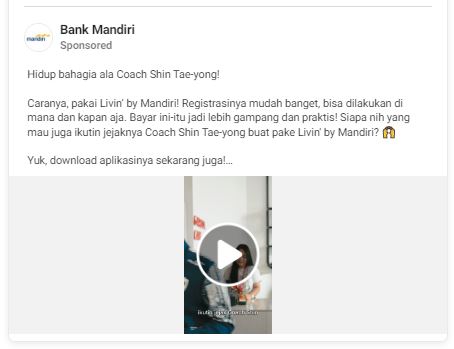 mandiri
Bank Mandiri
Sponsored
Hidup bahagia ala Coach Shin Tae-yong!
Caranya, pakai Livin' by Mandiri! Registrasinya mudah banget, bisa dilakukan di
mana dan kapan aja. Bayar ini-itu jadi lebih gampang dan praktis! Siapa nih yang
mau juga ikutin jejaknya Coach Shin Tae-yong buat pake Livin' by Mandiri? 🙌
Yuk, download aplikasinya sekarang juga!...
ikutin jejak Coach Shin